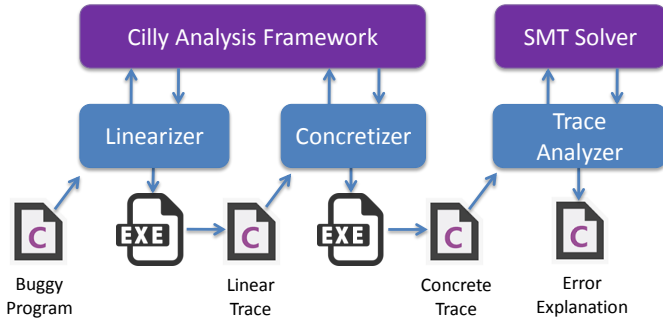 Cilly Analysis Framework
SMT Solver
Linearizer
Concretizer
Trace
Analyzer
C
EXE
C
EXE
C
C
Buggy
Program
Linear
Trace
Concrete
Trace
Error
Explanation